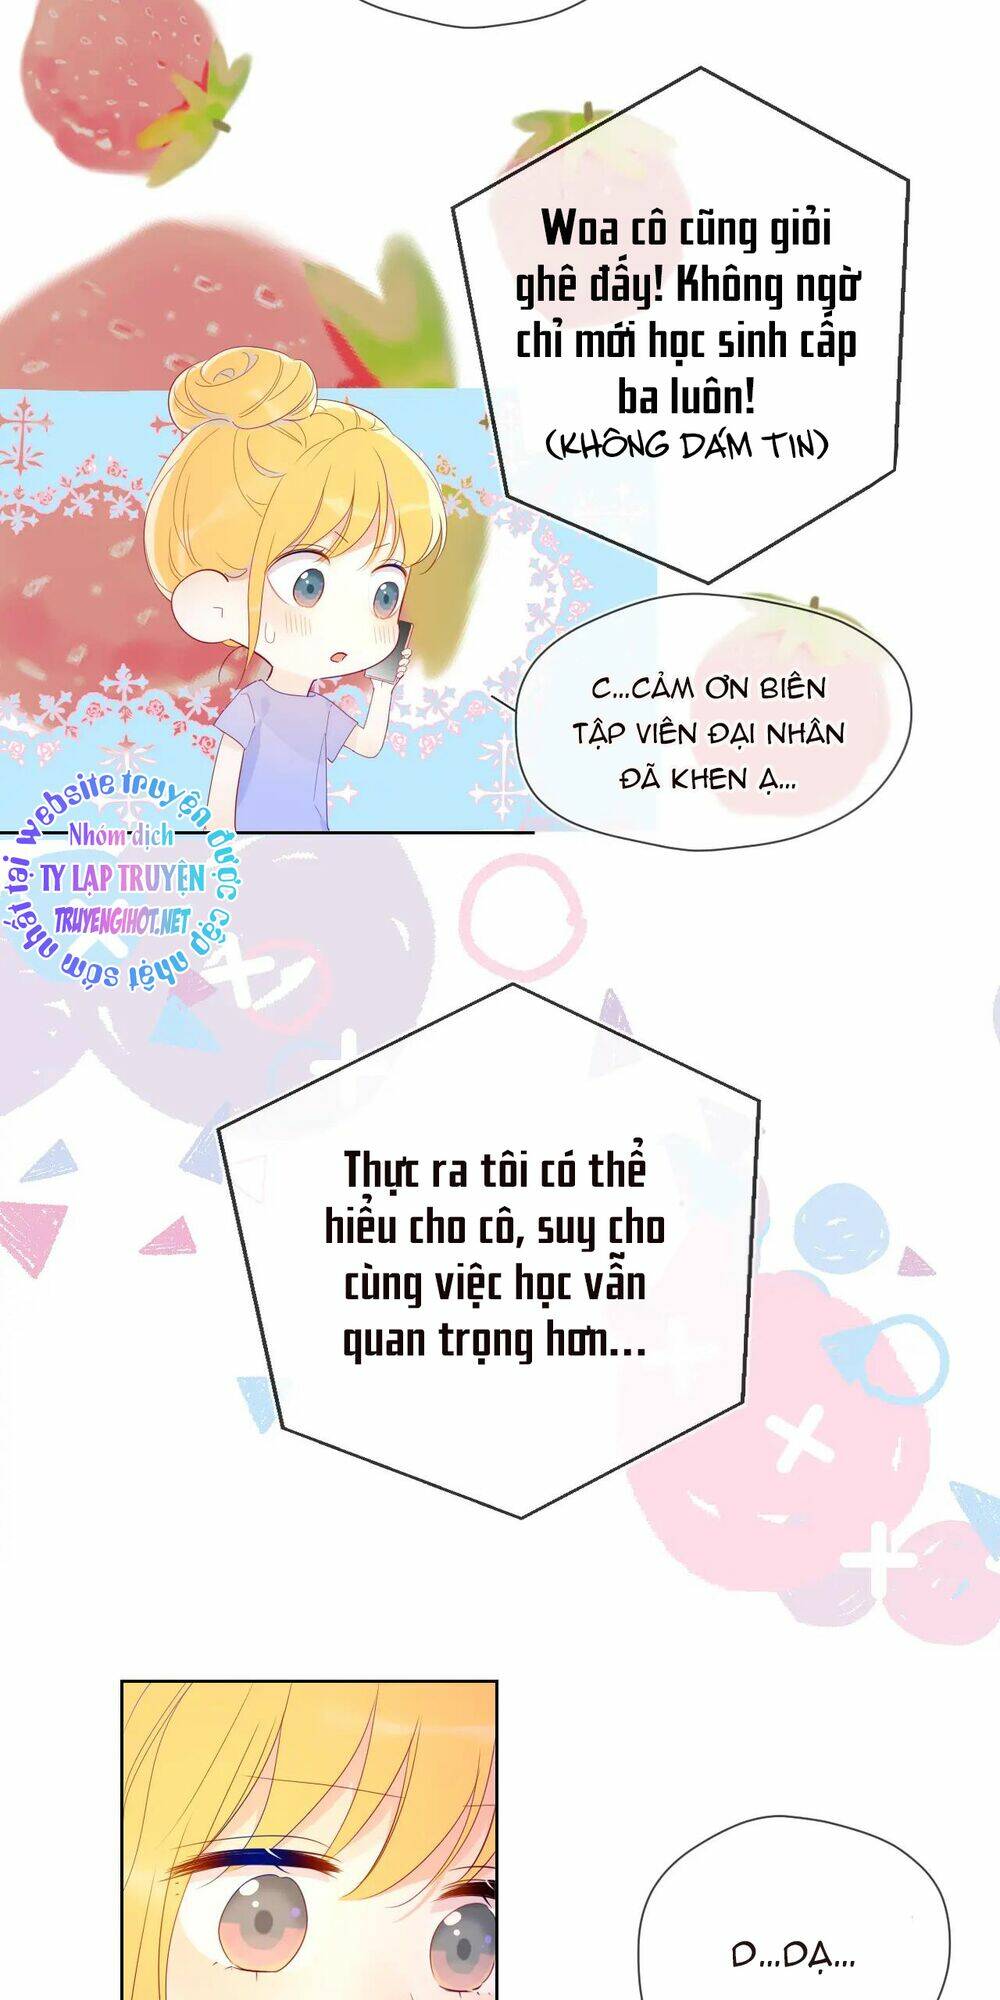 Woa cô cũng giỏi
ghê đấy! Không ngờ
chỉ mới học sinh cấp
ba luôn!
(KHÔNG DÁM TIN)
C...CẢM ƠN BIÊN
TẬP VIÊN ĐẠI NHÂN
ĐÃ KHEN Ạ...
Nhóm dịch
TY LAP TRUYỆN
TRUYENGIHOT.NET
truyện được cập nhật sớm nhất tại website
Thực ra tôi có thể
hiểu cho cô, suy cho
cùng việc học vẫn
quan trọng hơn...
D...DẠ...